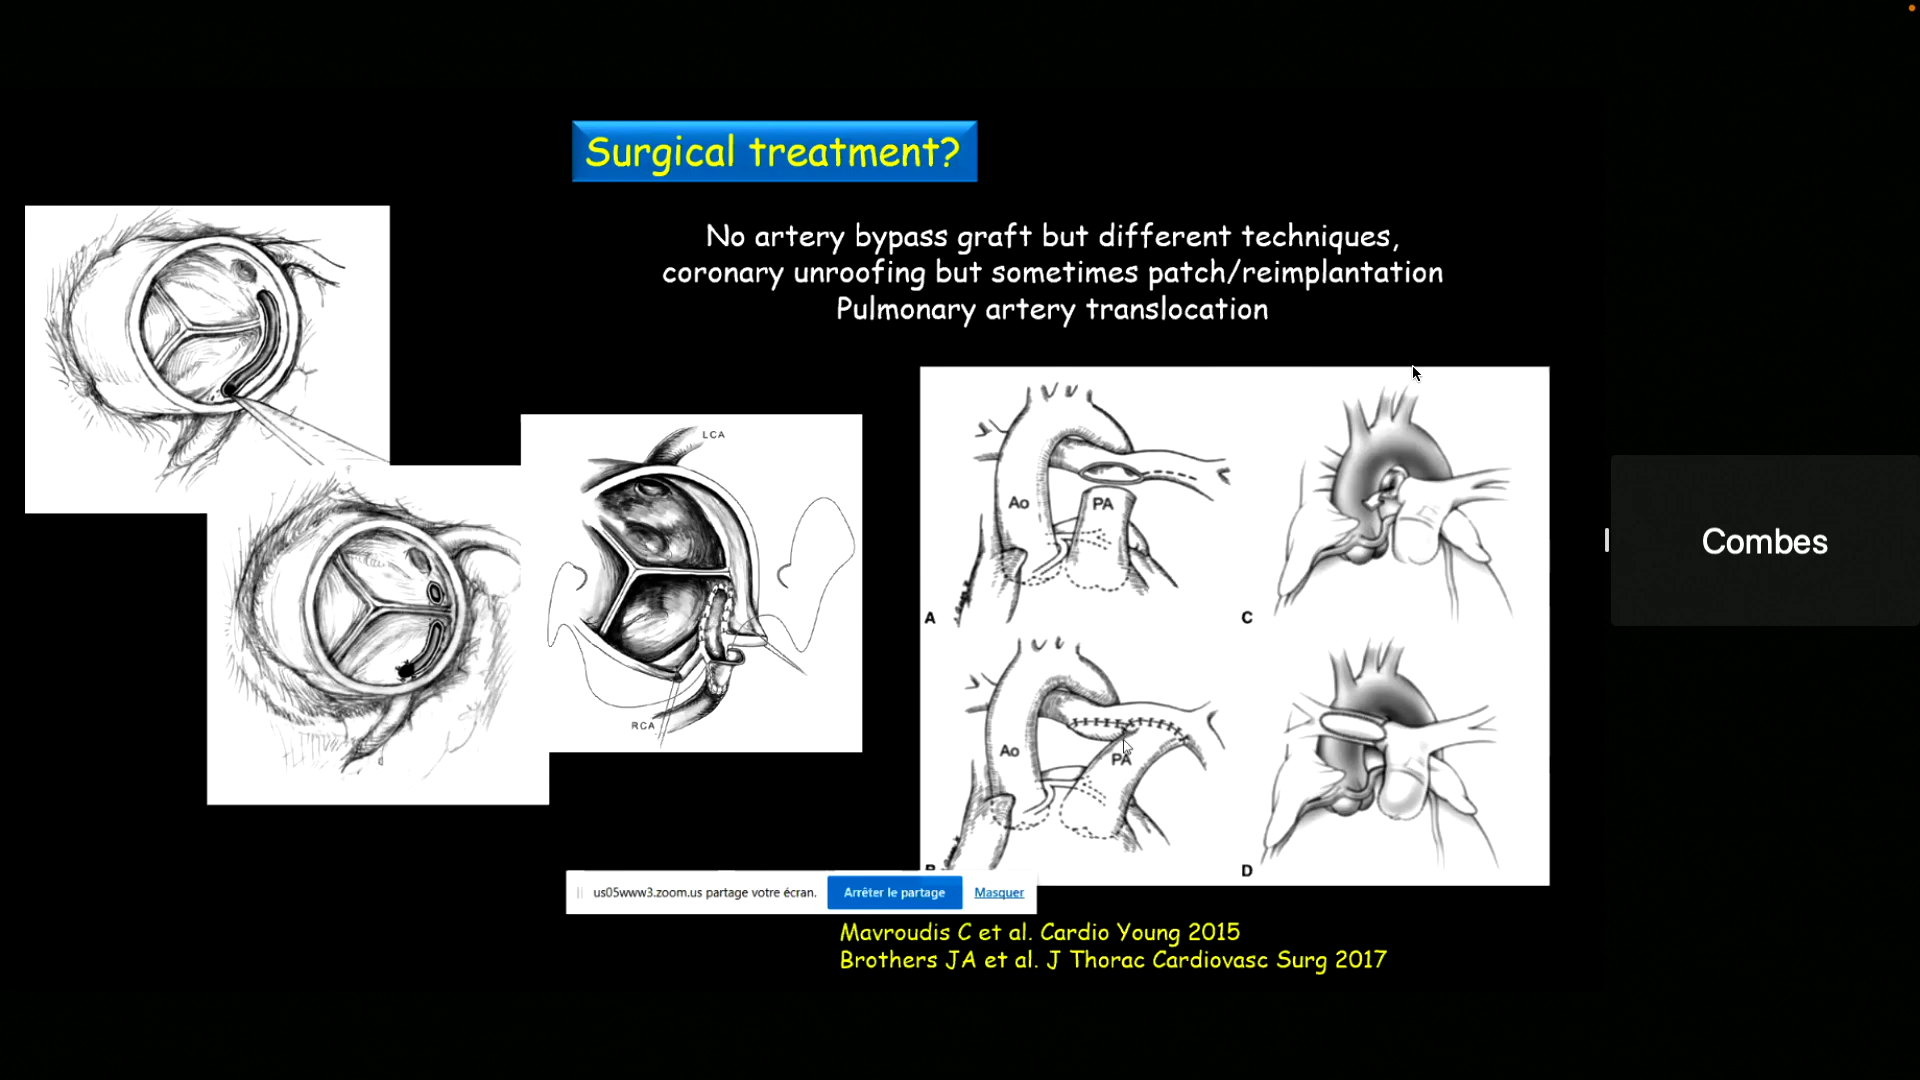 Surgical treatment?
No artery bypass graft but different techniques,
coronary unroofing but sometimes patch/reimplantation
Pulmonary artery translocation
LCA
RCA
Ao
PA
A
C
Ao
PA
B
D
Combes
us05www3.zoom.us partage votre écran.
Arrêter le partage
Masquer
Mavroudis C et al. Cardio Young 2015
Brothers JA et al. J Thorac Cardiovasc Surg 2017